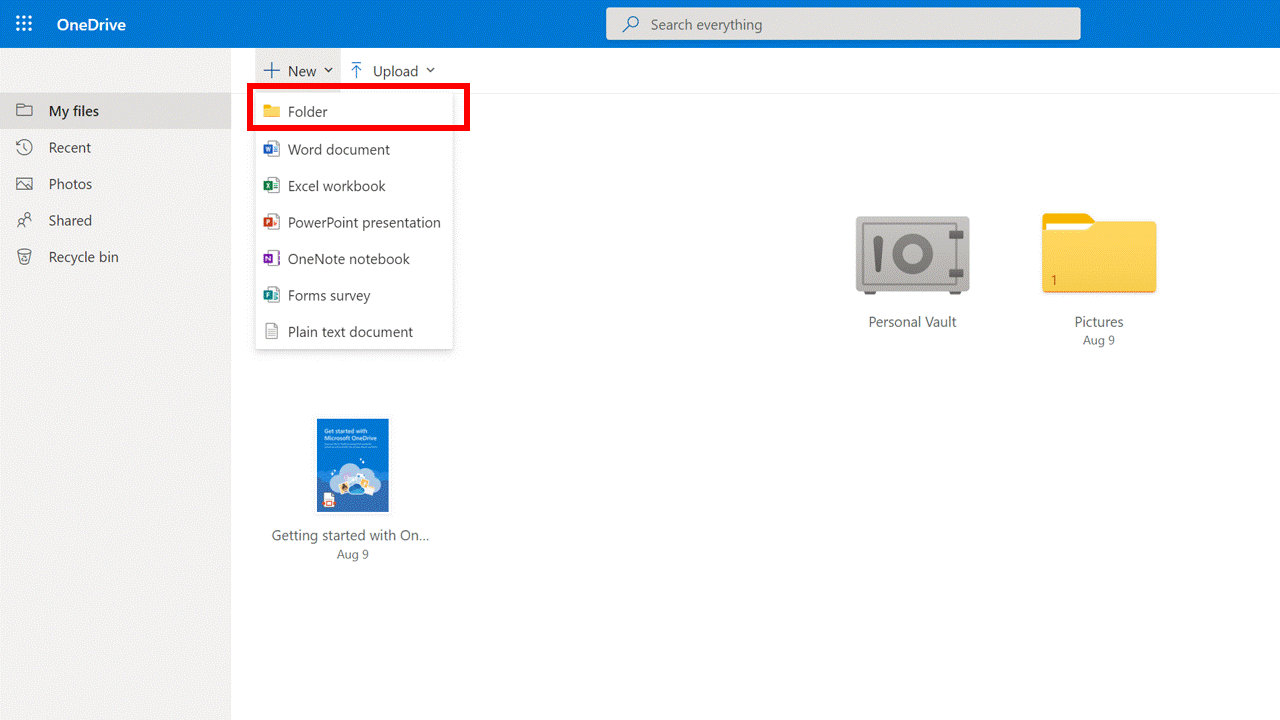 OneDrive
Search everything
New
Upload
My files
Recent
Photos
Shared
Recycle bin
Folder
Word document
Excel workbook
PowerPoint presentation
OneNote notebook
Forms survey
Plain text document
Personal Vault
1
Pictures
Aug 9
Get started with
Microsoft OneDrive
Getting started with On...
Aug 9